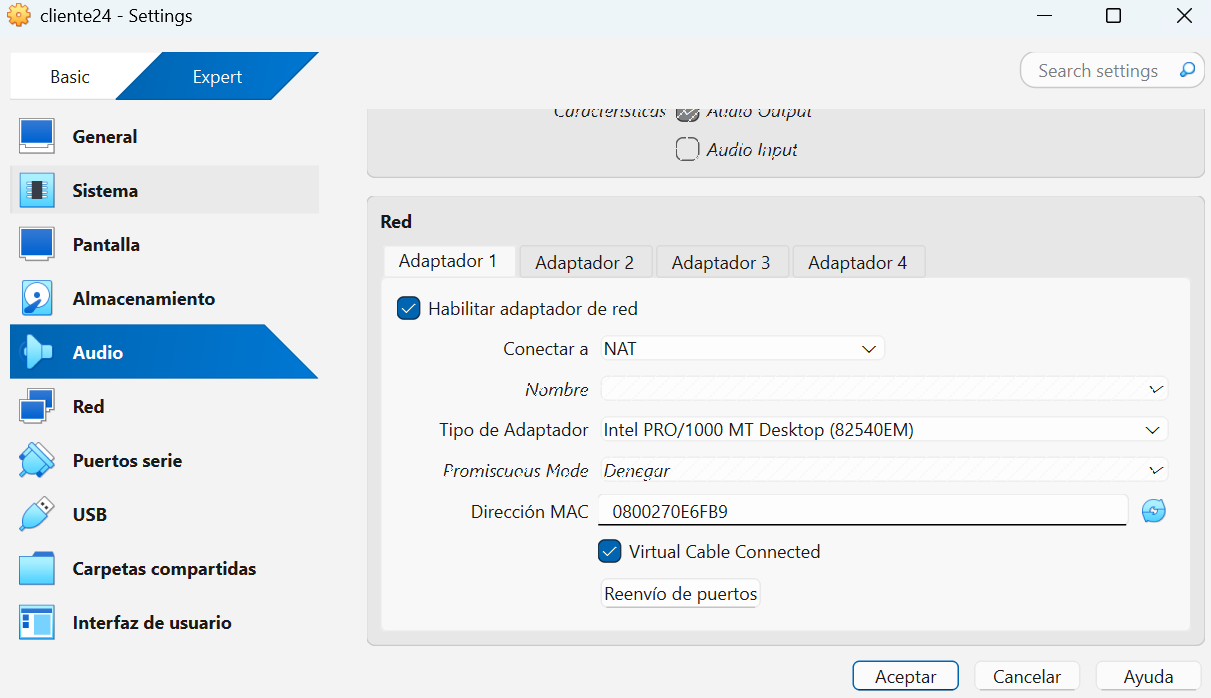 cliente24 - Settings
Basic
Expert
Search settings
General
Sistema
Pantalla
Almacenamiento
Audio
Red
Puertos serie
USB
Carpetas compartidas
Interfaz de usuario
Características
Audio Output
Audio Input
Red
Adaptador 1
Adaptador 2
Adaptador 3
Adaptador 4
Habilitar adaptador de red
Conectar a NAT
Nombre
Tipo de Adaptador Intel PRO/1000 MT Desktop (82540EM)
Promiscuous Mode Denegar
Dirección MAC 0800270E6FB9
Virtual Cable Connected
Reenvío de puertos
Aceptar
Cancelar
Ayuda